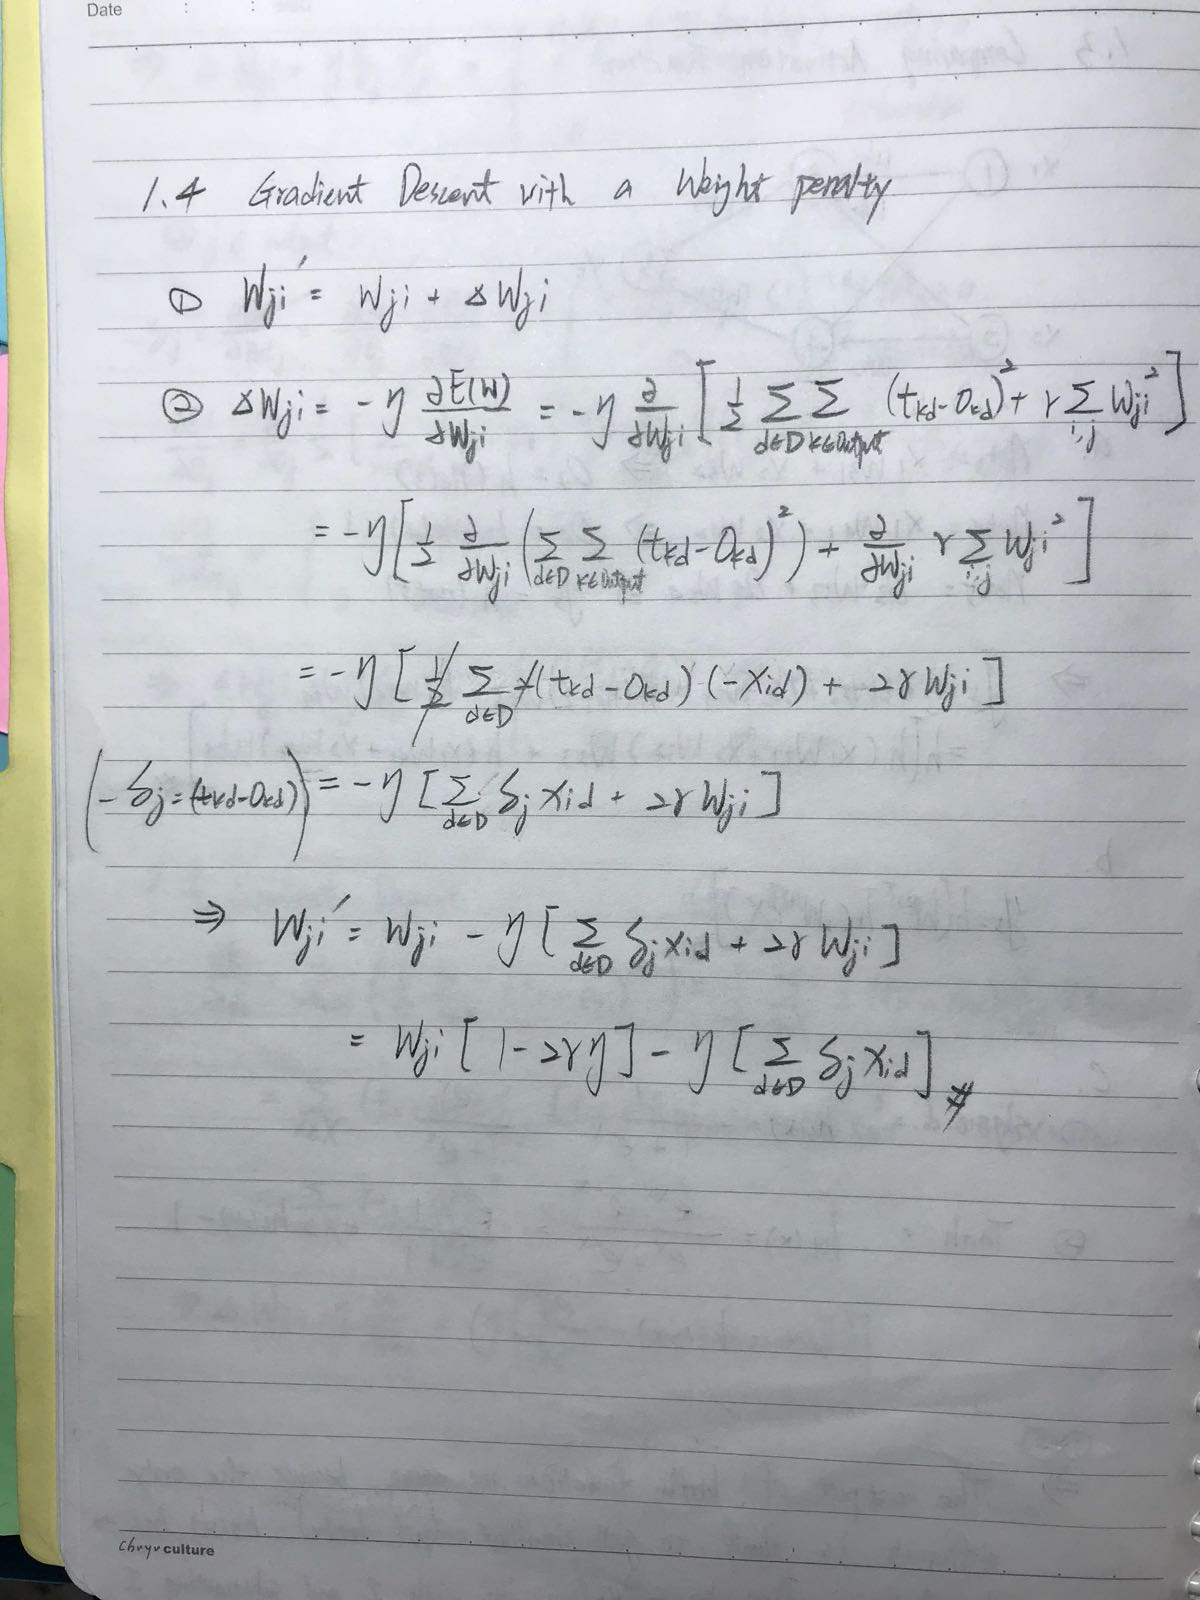 Date : :
1.4 Gradient Descent with a Weight penalty
① Wji' = Wji + ΔWji
② ΔWji = -η ∂E(W)/∂Wji = -η ∂/∂Wji [ 1/2 Σ d∈D Σ k∈Output (tkd - Okd)² + γ Σ i,j Wji² ]
= -η [ 1/2 ∂/∂Wji ( Σ d∈D Σ k∈Output (tkd - Okd)² ) + ∂/∂Wji γ Σ i,j Wji² ]
= -η [ 1/2 Σ d∈D 2(tkd - Okd) (-Xid) + 2γ Wji ]
( -δj = (tkd - Okd) ) = -η [ Σ d∈D δj Xid + 2γ Wji ]
⇒ Wji' = Wji - η [ Σ d∈D δj Xid + 2γ Wji ]
= Wji [ 1 - 2γη ] - η [ Σ d∈D δj Xid ] #
culture